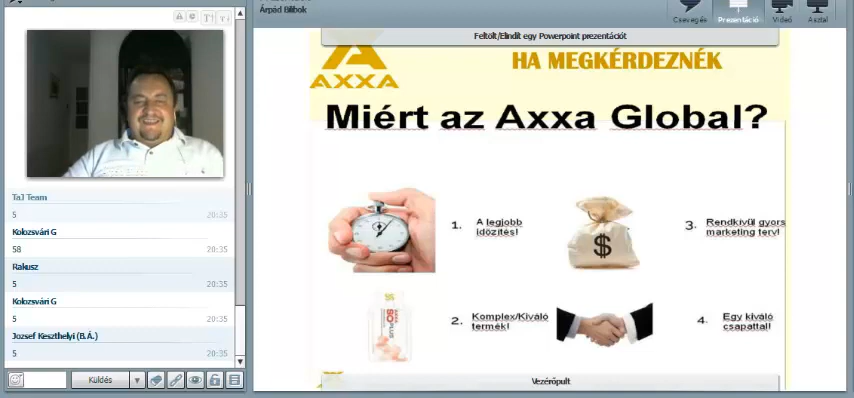 Árpád Bilibok
Csevegés
Prezentáció
Videó
Asztal
Feltölt/Elindít egy Powerpoint prezentációt
AXXA
HA MEGKÉRDEZNÉK
Miért az Axxa Global?
1. A legjobb
időzítés!
3. Rendkívül gyors
marketing terv!
$
2. Komplex/Kiváló
termék!
4. Egy kiváló
csapattal!
AXXA
PLUS
Vezérlőpult
TaJ Team
5 20:35
Kolozsvári G
58 20:35
Rakusz
5 20:35
Kolozsvári G
5 20:35
Jozsef Keszthelyi (B.Á.)
5 20:35
Küldés